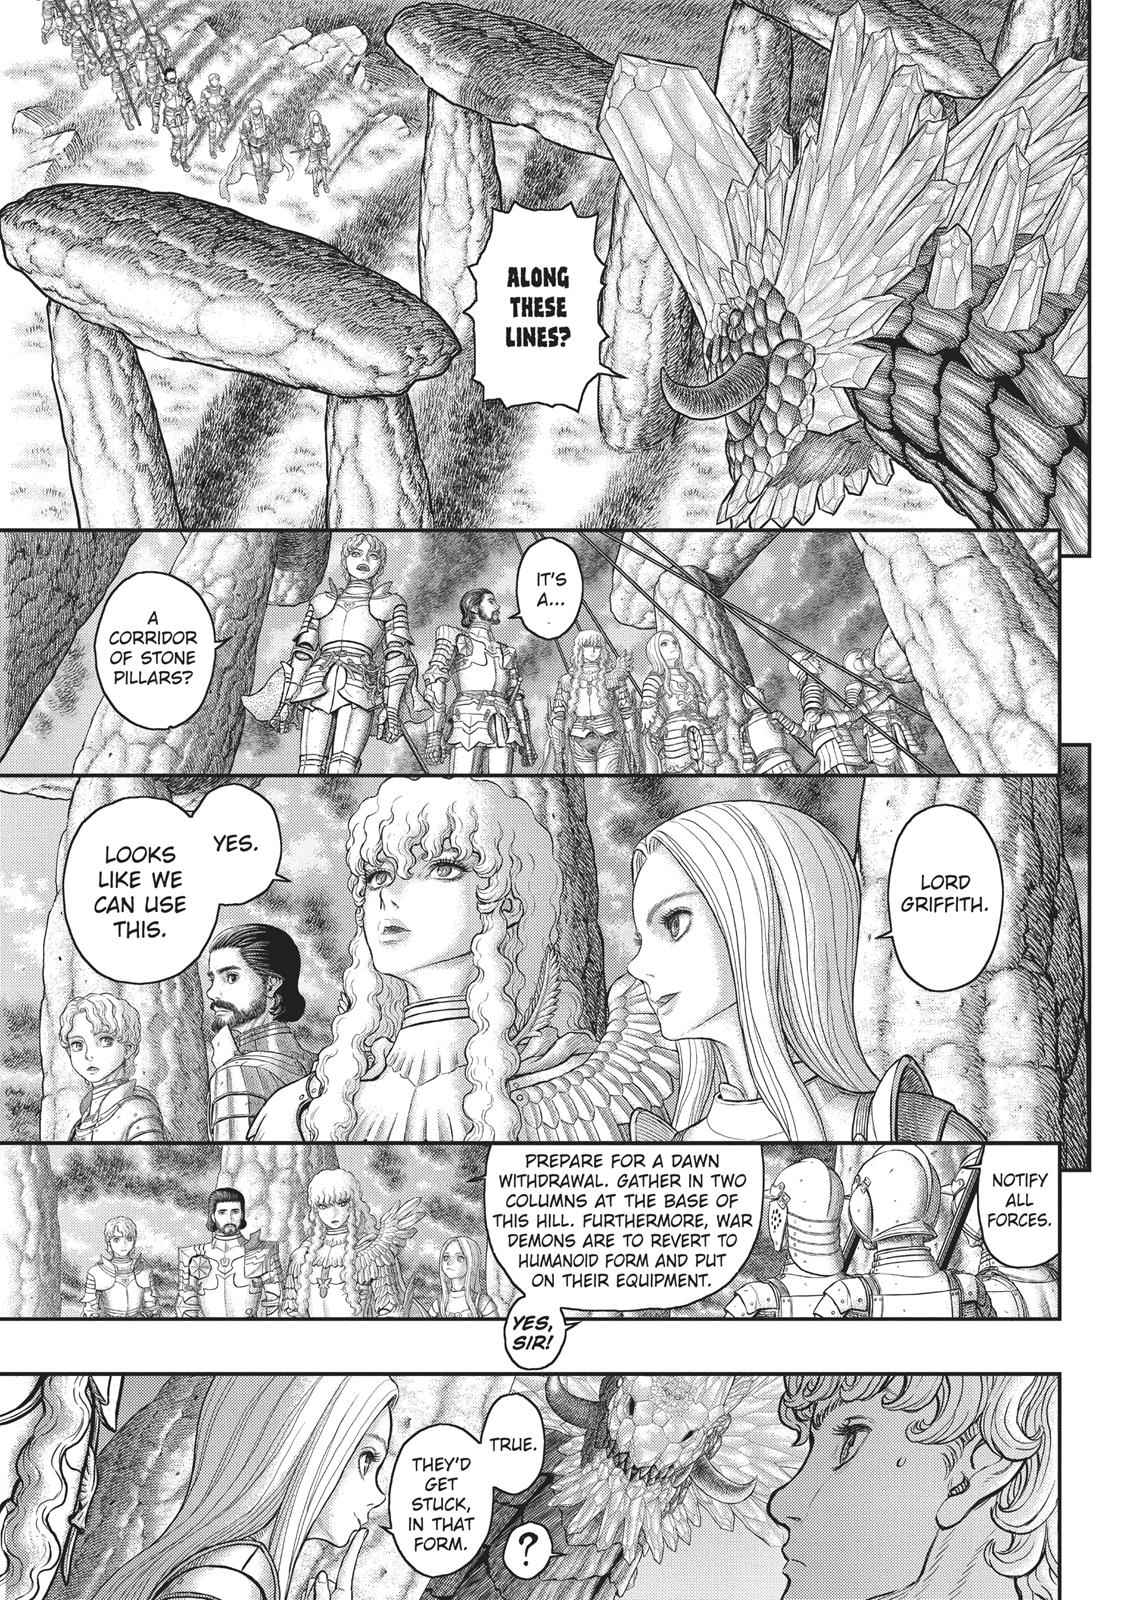 ALONG
THESE
LINES?
IT'S
A...
A
CORRIDOR
OF STONE
PILLARS?
LORD
GRIFFITH.
YES.
LOOKS
LIKE WE
CAN USE
THIS.
NOTIFY
ALL
FORCES.
PREPARE FOR A DAWN
WITHDRAWAL. GATHER IN TWO
COLUMNS AT THE BASE OF
THIS HILL. FURTHERMORE, WAR
DEMONS ARE TO REVERT TO
HUMANOID FORM AND PUT
ON THEIR EQUIPMENT.
YES,
SIR!
TRUE.
THEY'D
GET
STUCK,
IN THAT
FORM.
?